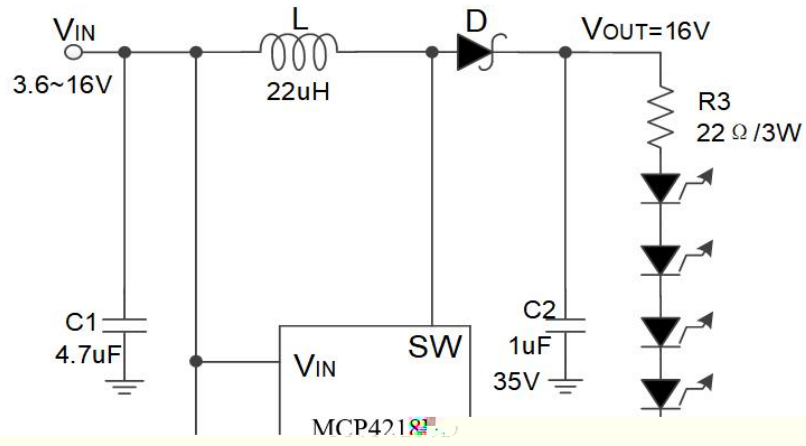 L
D
VIN
VOUT=16V
3.6~16V
22uH
R3
22 Ω /3W
C1
4.7uF
C2
1uF
35V
VIN
SW